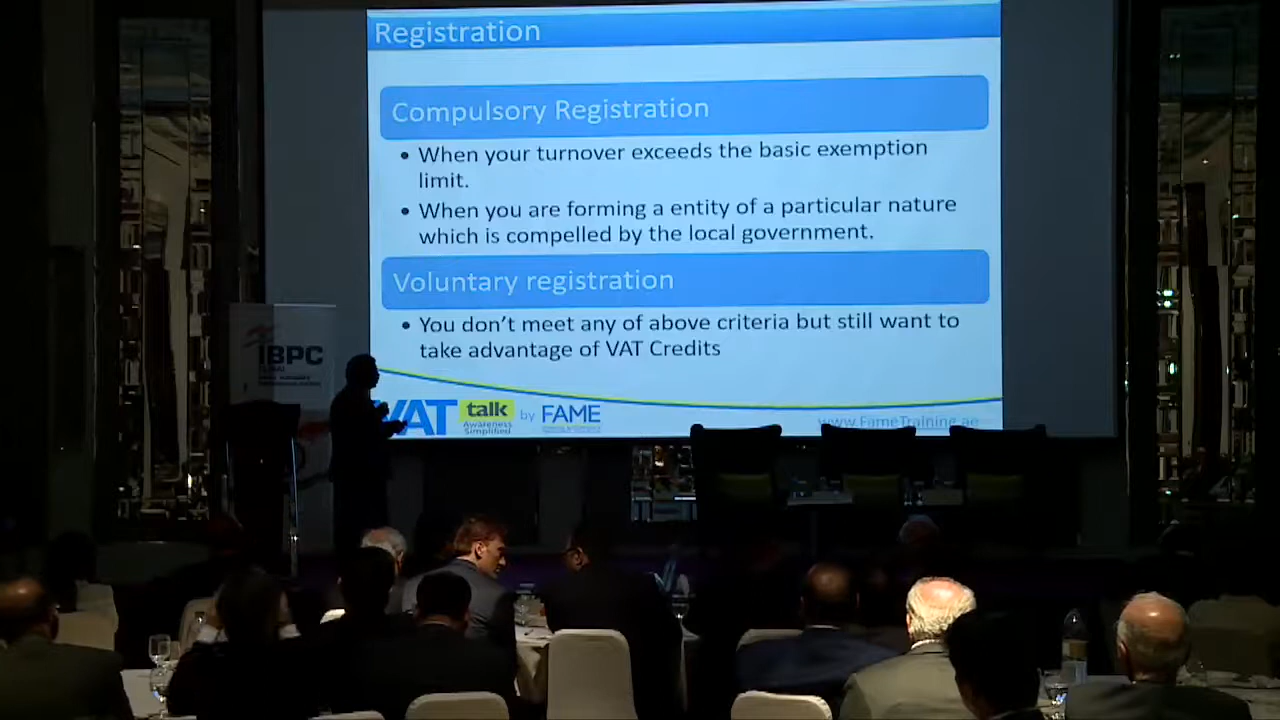 Registration
Compulsory Registration
• When your turnover exceeds the basic exemption
limit.
• When you are forming a entity of a particular nature
which is compelled by the local government.
Voluntary registration
• You don't meet any of above criteria but still want to
take advantage of VAT Credits
IBPC
VAT talk by FAME
Awareness
Simplified
www.FameTraining.ae